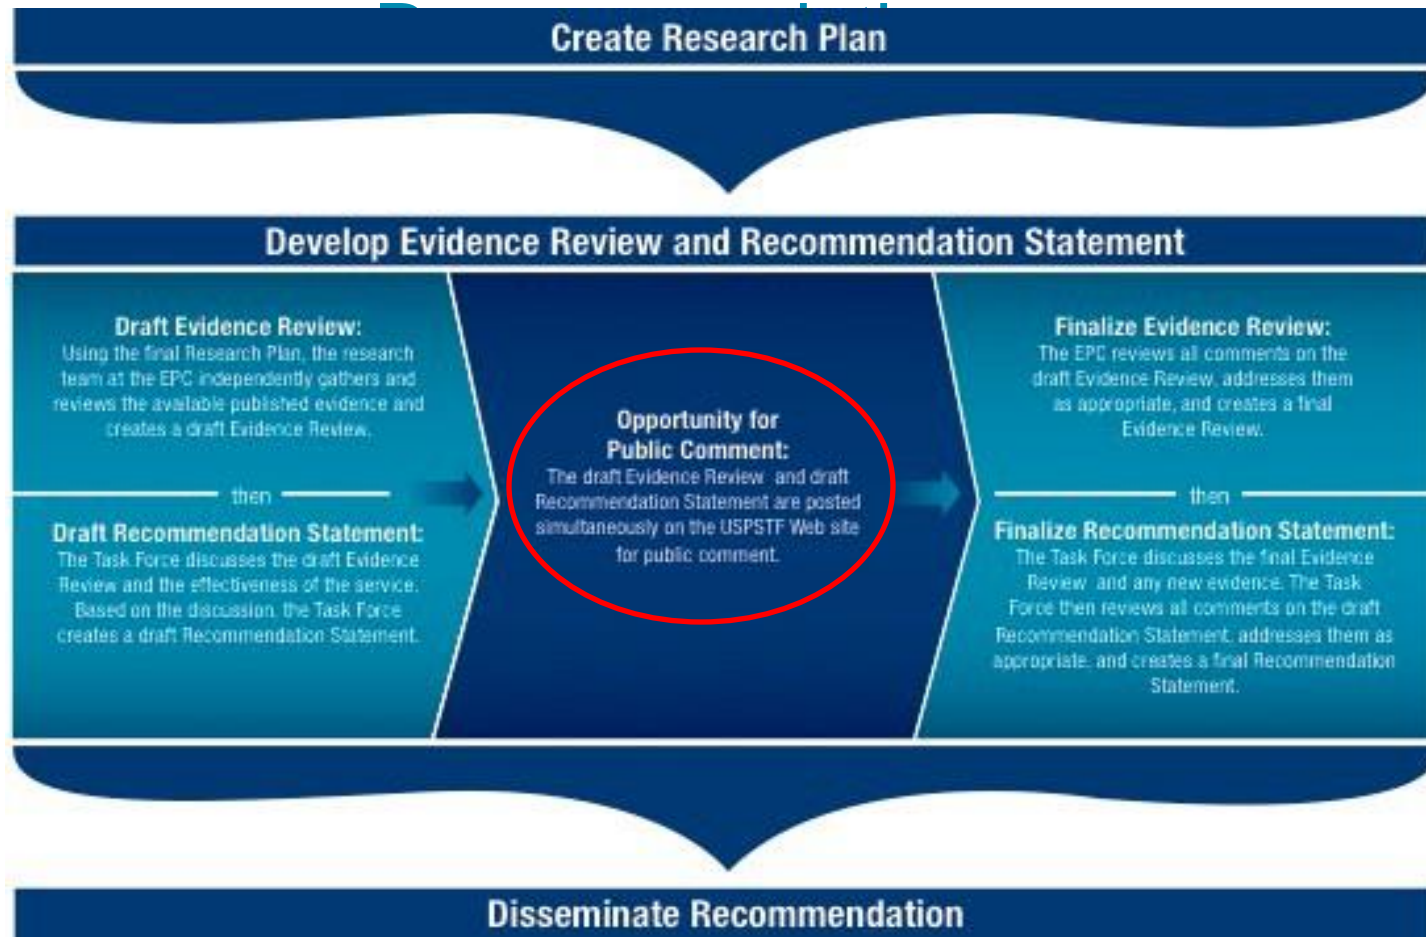 Create Research Plan
Develop Evidence Review and Recommendation Statement
Draft Evidence Review:
Using the final Research Plan, the research
team at the EPC independently gathers and
reviews the available published evidence and
creates a draft Evidence Review.
then
Draft Recommendation Statement:
The Task Force discusses the draft Evidence
Review and the effectiveness of the service.
Based on the discussion, the Task Force
creates a draft Recommendation Statement.
Opportunity for
Public Comment:
The draft Evidence Review and draft
Recommendation Statement are posted
simultaneously on the USPSTF Web site
for public comment.
Finalize Evidence Review:
The EPC reviews all comments on the
draft Evidence Review, addresses them
as appropriate, and creates a final
Evidence Review.
then
Finalize Recommendation Statement:
The Task Force discusses the final Evidence
Review and any new evidence. The Task
Force then reviews all comments on the draft
Recommendation Statement, addresses them as
appropriate, and creates a final Recommendation
Statement.
Disseminate Recommendation